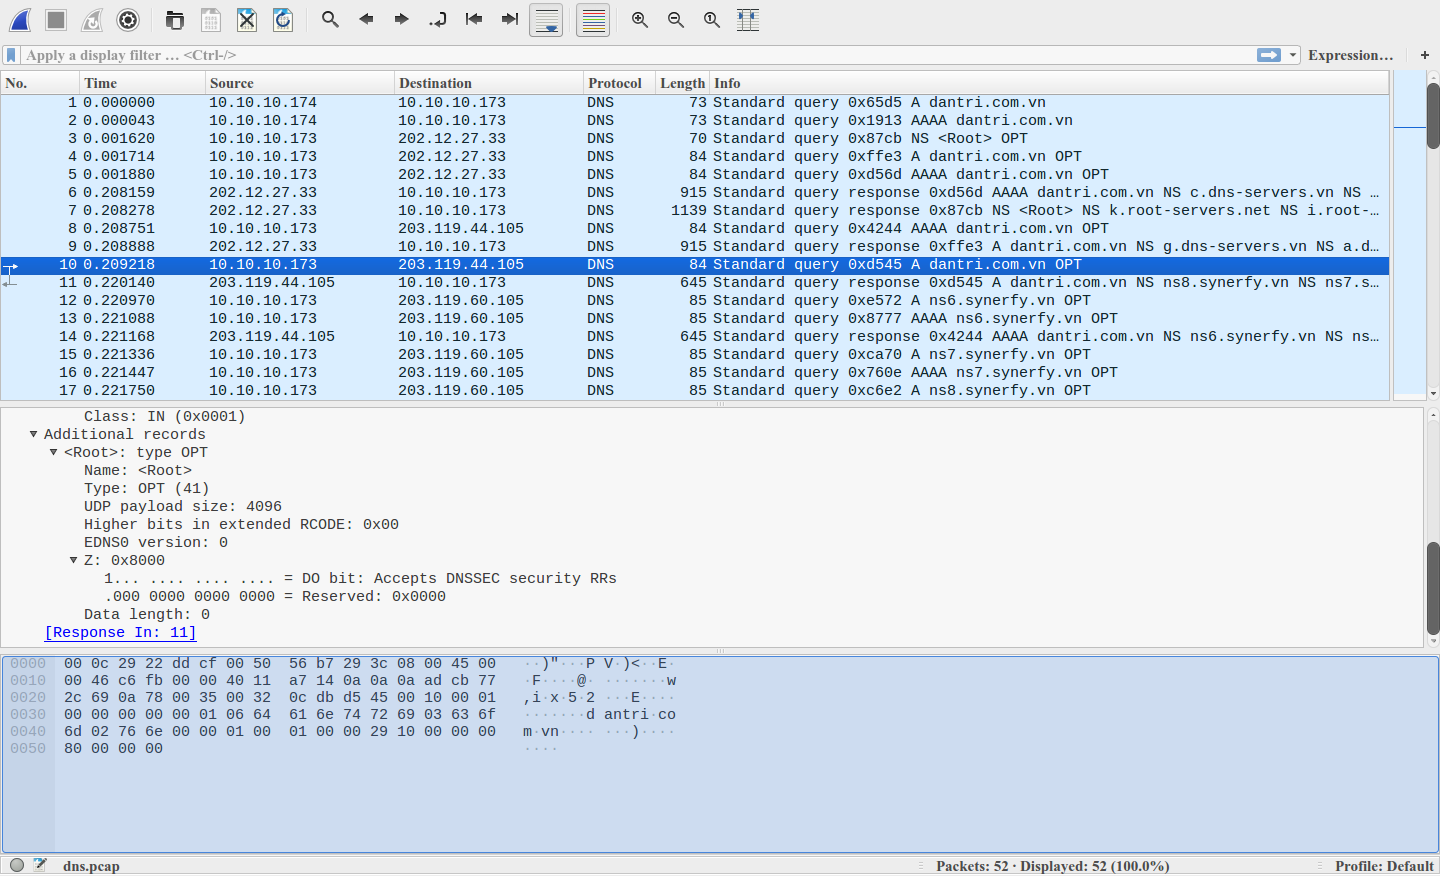 Apply a display filter … <Ctrl-/> Expression… +
No. Time Source Destination Protocol Length Info
1 0.000000 10.10.10.174 10.10.10.173 DNS 73 Standard query 0x65d5 A dantri.com.vn
2 0.000043 10.10.10.174 10.10.10.173 DNS 73 Standard query 0x1913 AAAA dantri.com.vn
3 0.001620 10.10.10.173 202.12.27.33 DNS 70 Standard query 0x87cb NS <Root> OPT
4 0.001714 10.10.10.173 202.12.27.33 DNS 84 Standard query 0xffe3 A dantri.com.vn OPT
5 0.001880 10.10.10.173 202.12.27.33 DNS 84 Standard query 0xd56d AAAA dantri.com.vn OPT
6 0.208159 202.12.27.33 10.10.10.173 DNS 915 Standard query response 0xd56d AAAA dantri.com.vn NS c.dns-servers.vn NS …
7 0.208278 202.12.27.33 10.10.10.173 DNS 1139 Standard query response 0x87cb NS <Root> NS k.root-servers.net NS i.root-…
8 0.208751 10.10.10.173 203.119.44.105 DNS 84 Standard query 0x4244 AAAA dantri.com.vn OPT
9 0.208888 202.12.27.33 10.10.10.173 DNS 915 Standard query response 0xffe3 A dantri.com.vn NS g.dns-servers.vn NS a.d…
10 0.209218 10.10.10.173 203.119.44.105 DNS 84 Standard query 0xd545 A dantri.com.vn OPT
11 0.220140 203.119.44.105 10.10.10.173 DNS 645 Standard query response 0xd545 A dantri.com.vn NS ns8.synerfy.vn NS ns7.s…
12 0.220970 10.10.10.173 203.119.60.105 DNS 85 Standard query 0xe572 A ns6.synerfy.vn OPT
13 0.221088 10.10.10.173 203.119.60.105 DNS 85 Standard query 0x8777 AAAA ns6.synerfy.vn OPT
14 0.221168 203.119.44.105 10.10.10.173 DNS 645 Standard query response 0x4244 AAAA dantri.com.vn NS ns6.synerfy.vn NS ns…
15 0.221336 10.10.10.173 203.119.60.105 DNS 85 Standard query 0xca70 A ns7.synerfy.vn OPT
16 0.221447 10.10.10.173 203.119.60.105 DNS 85 Standard query 0x760e AAAA ns7.synerfy.vn OPT
17 0.221750 10.10.10.173 203.119.60.105 DNS 85 Standard query 0xc6e2 A ns8.synerfy.vn OPT
Class: IN (0x0001)
Additional records
<Root>: type OPT
Name: <Root>
Type: OPT (41)
UDP payload size: 4096
Higher bits in extended RCODE: 0x00
EDNS0 version: 0
Z: 0x8000
1... .... .... .... = DO bit: Accepts DNSSEC security RRs
.000 0000 0000 0000 = Reserved: 0x0000
Data length: 0
[Response In: 11]
0000 00 0c 29 22 dd cf 00 50 56 b7 29 3c 08 00 45 00 ··)"···P V·)<··E·
0010 00 46 c6 fb 00 00 40 11 a7 14 0a 0a 0a ad cb 77 ·F····@· ·······w
0020 2c 69 0a 78 00 35 00 32 0c db d5 45 00 10 00 01 ,i·x·5·2 ···E····
0030 00 00 00 00 00 01 06 64 61 6e 74 72 69 03 63 6f ·······d antri·co
0040 6d 02 76 6e 00 00 01 00 01 00 00 29 10 00 00 00 m·vn···· ···)····
0050 80 00 00 00 ····
dns.pcap Packets: 52 · Displayed: 52 (100.0%) Profile: Default